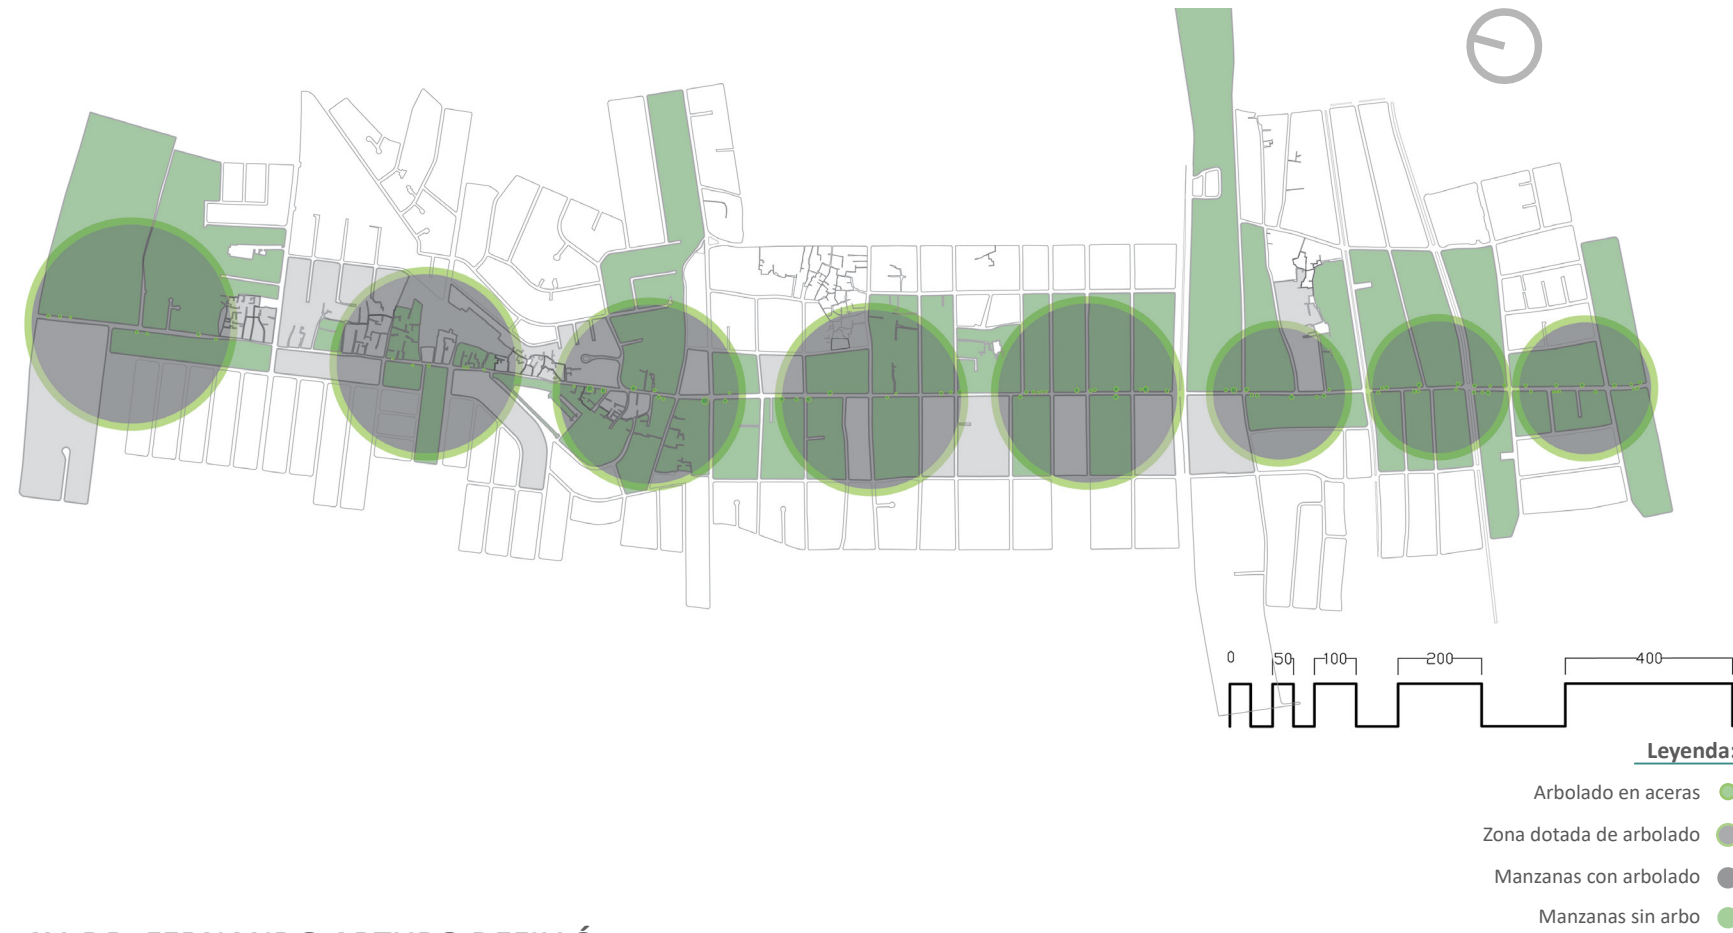 0 50 100 200 400
Leyenda:
Arbolado en aceras
Zona dotada de arbolado
Manzanas con arbolado
Manzanas sin arbo